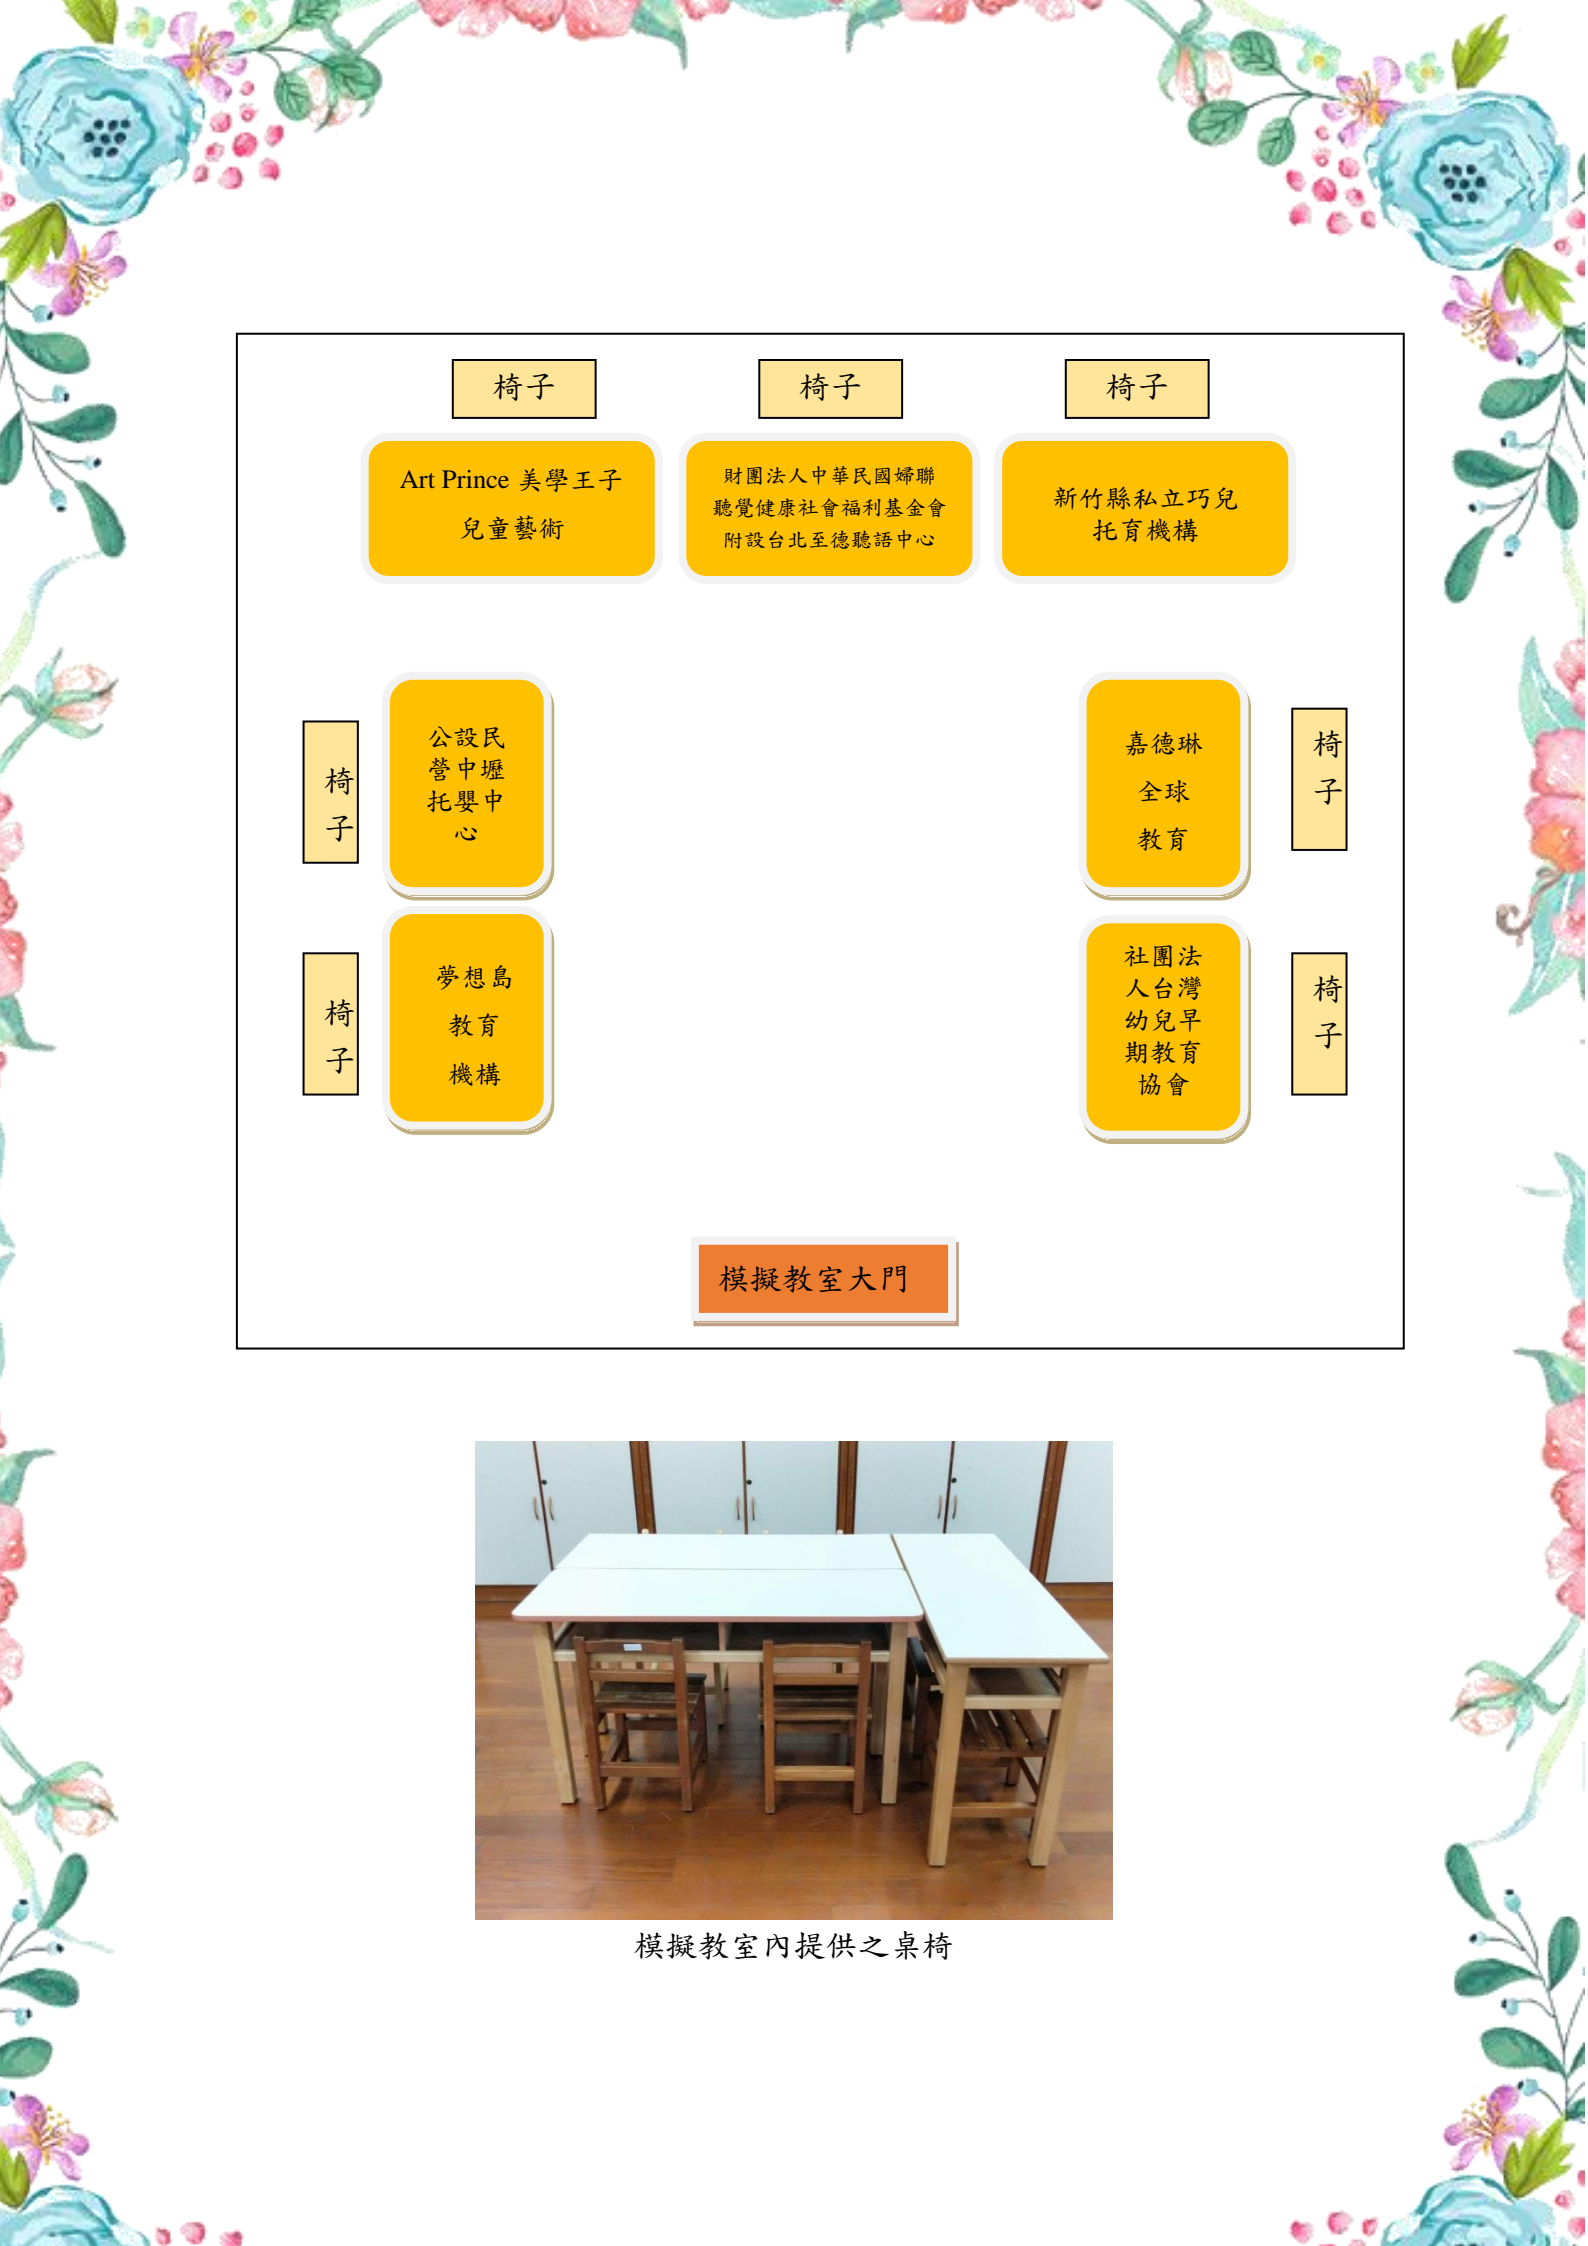 椅子
椅子
椅子
Art Prince 美學王子
兒童藝術
財團法人中華民國婦聯
聽覺健康社會福利基金會
附設台北至德聽語中心
新竹縣私立巧兒
托育機構
椅
子
公設民
營中壢
托嬰中
心
嘉德琳
全球
教育
椅
子
椅
子
夢想島
教育
機構
社團法
人台灣
幼兒早
期教育
協會
椅
子
模擬教室大門
模擬教室內提供之桌椅